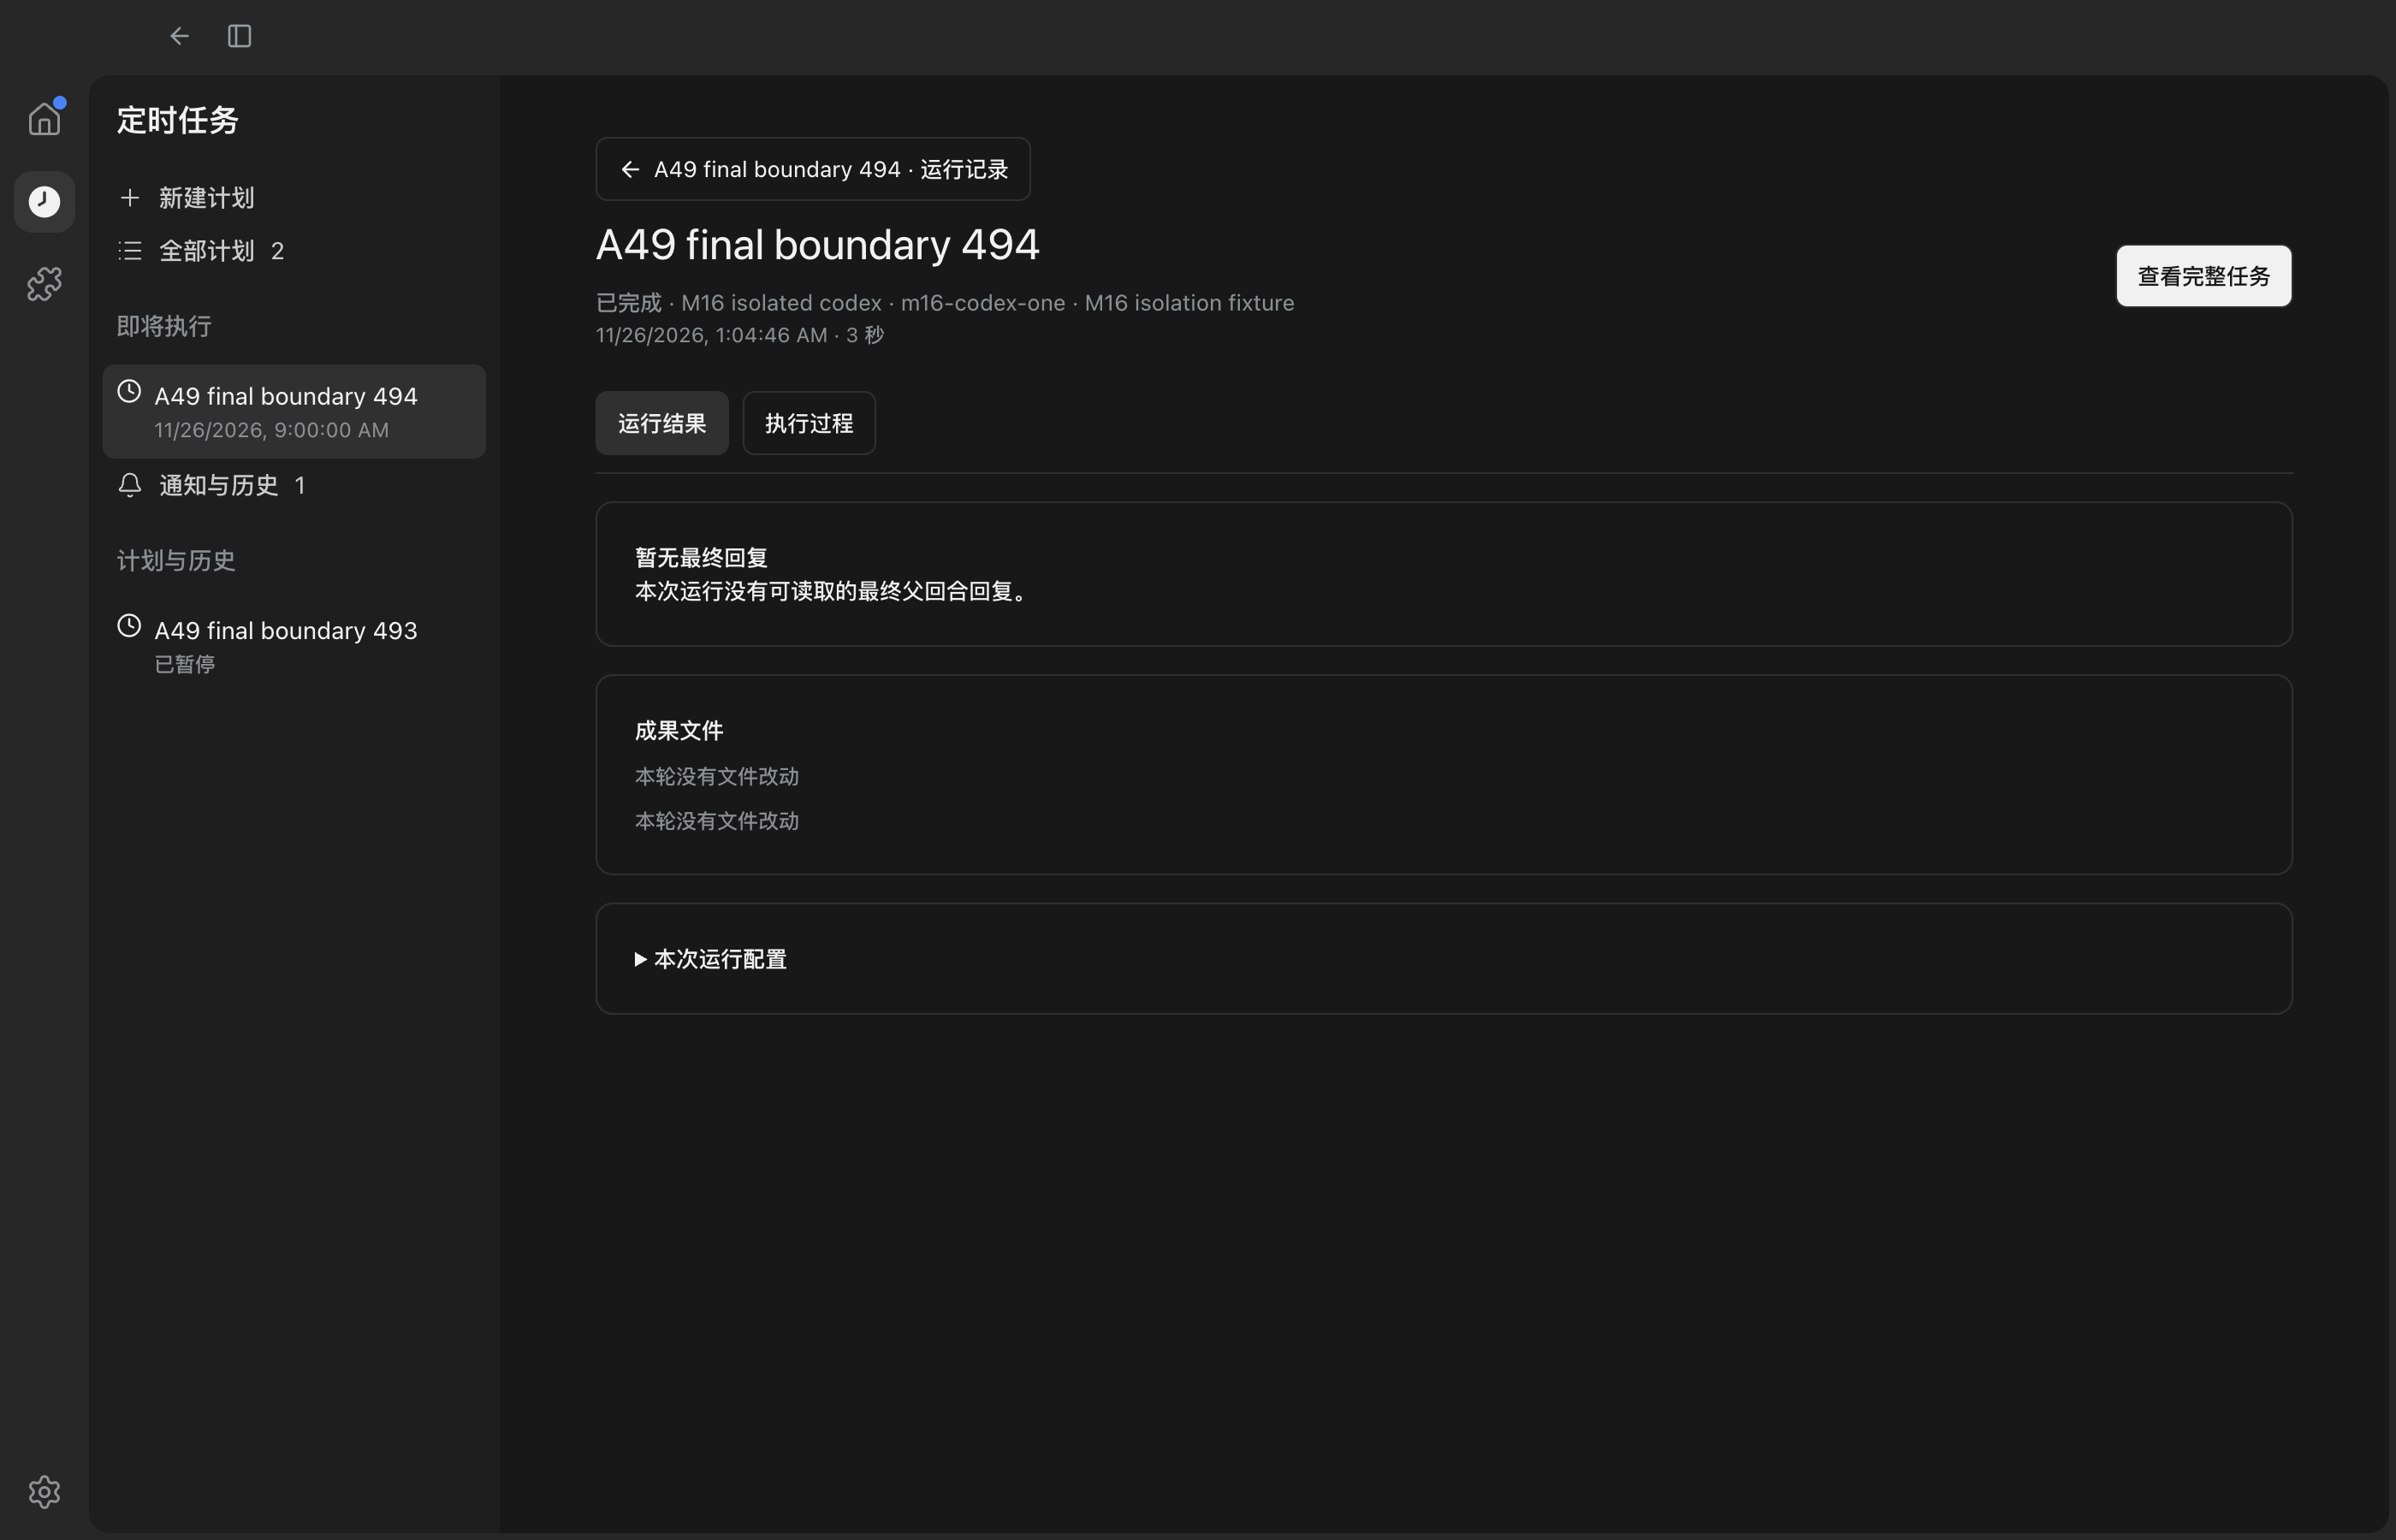 定时任务
新建计划
全部计划 2
即将执行
A49 final boundary 494
11/26/2026, 9:00:00 AM
通知与历史 1
计划与历史
A49 final boundary 493
已暂停
A49 final boundary 494 · 运行记录
A49 final boundary 494
已完成 · M16 isolated codex · m16-codex-one · M16 isolation fixture
11/26/2026, 1:04:46 AM · 3 秒
查看完整任务
运行结果
执行过程
暂无最终回复
本次运行没有可读取的最终父回合回复。
成果文件
本轮没有文件改动
本轮没有文件改动
本次运行配置